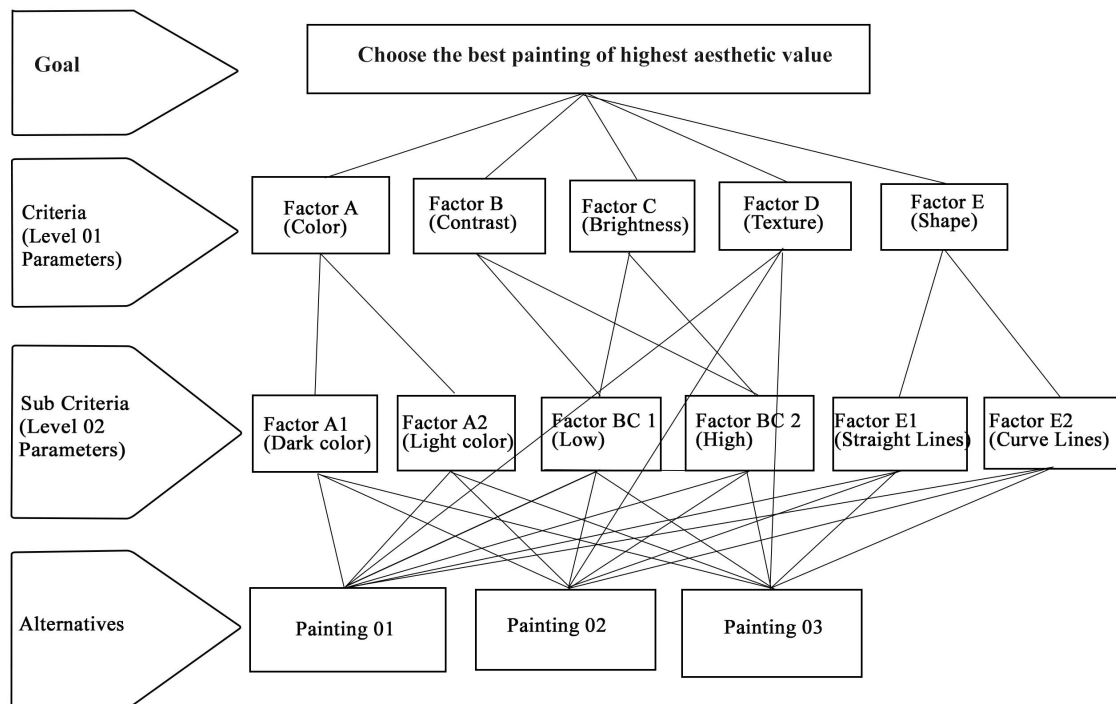 Goal
Choose the best painting of highest aesthetic value
Criteria
(Level 01
Parameters)
Factor A
(Color)
Factor B
(Contrast)
Factor C
(Brightness)
Factor D
(Texture)
Factor E
(Shape)
Sub Criteria
(Level 02
Parameters)
Factor A1
(Dark color)
Factor A2
(Light color)
Factor BC 1
(Low)
Factor BC 2
(High)
Factor E1
(Straight Lines)
Factor E2
(Curve Lines)
Alternatives
Painting 01
Painting 02
Painting 03